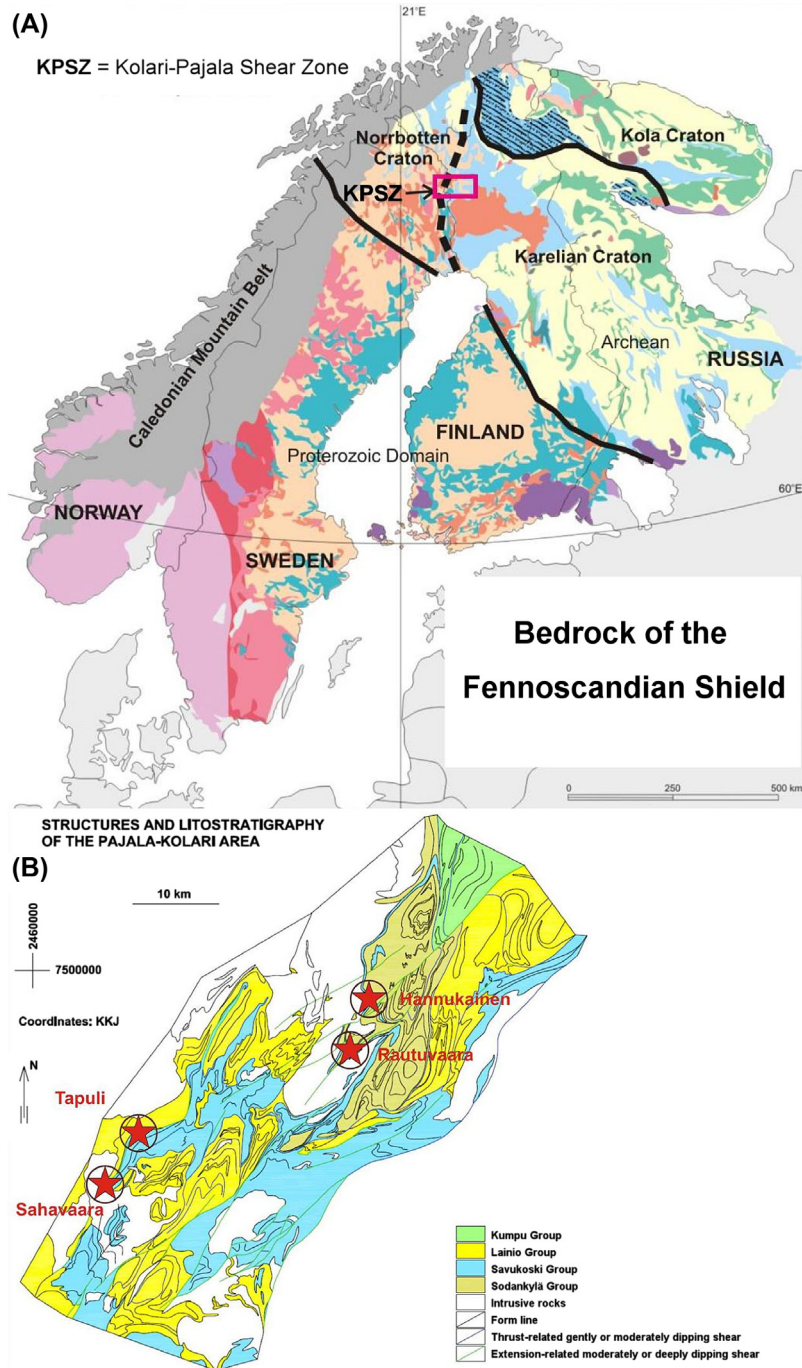 (A)
21°E
KPSZ = Kolari-Pajala Shear Zone
Norrbotten
Craton
Kola Craton
KPSZ
Karelian Craton
Caledonian Mountain Belt
Archean
RUSSIA
FINLAND
Proterozoic Domain
60°E
NORWAY
SWEDEN
Bedrock of the
Fennoscandian Shield
0 250 500 km
STRUCTURES AND LITOSTRATIGRAPHY
OF THE PAJALA-KOLARI AREA
(B)
10 km
2460000
7500000
Hannukainen
Coordinates: KKJ
Rautuvaara
N
Tapuli
Sahavaara
Kumpu Group
Lainio Group
Savukoski Group
Sodankylä Group
Intrusive rocks
Form line
Thrust-related gently or moderately dipping shear
Extension-related moderately or deeply dipping shear